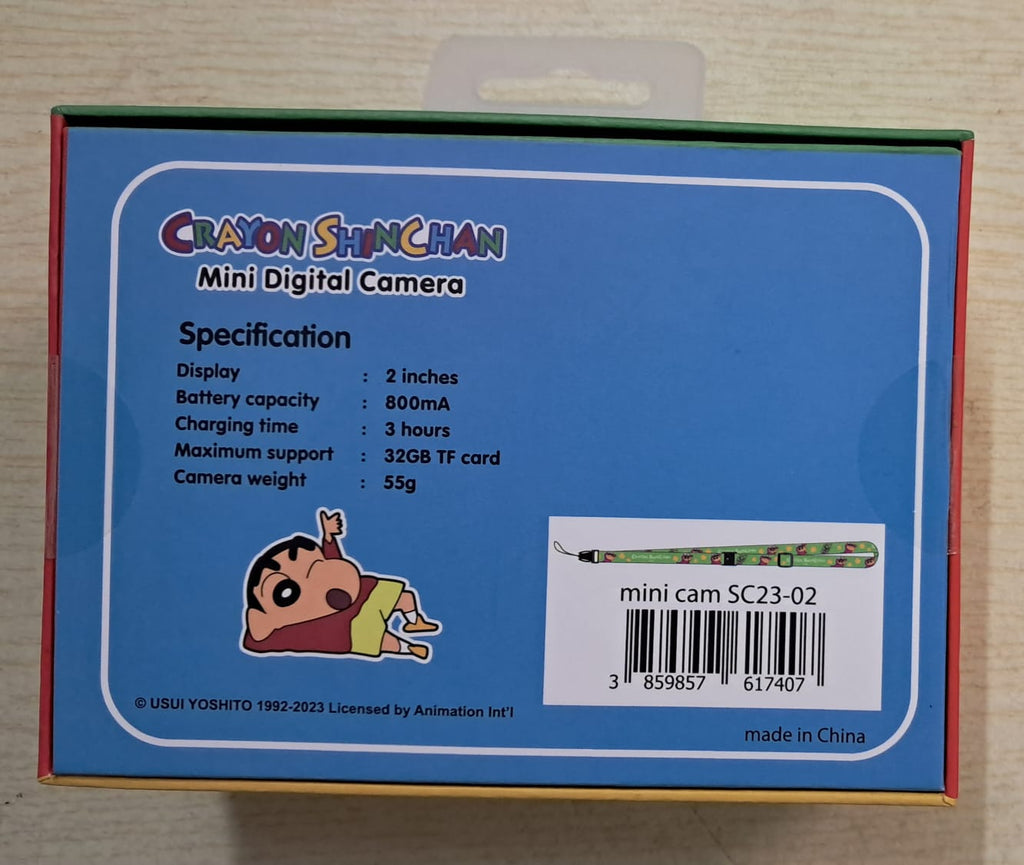 CRAYON SHINCHAN
Mini Digital Camera
Specification
Display : 2 inches
Battery capacity : 800mA
Charging time : 3 hours
Maximum support : 32GB TF card
Camera weight : 55g
mini cam SC23-02
3 859857 617407
© USUI YOSHITO 1992-2023 Licensed by Animation Int'l
made in China